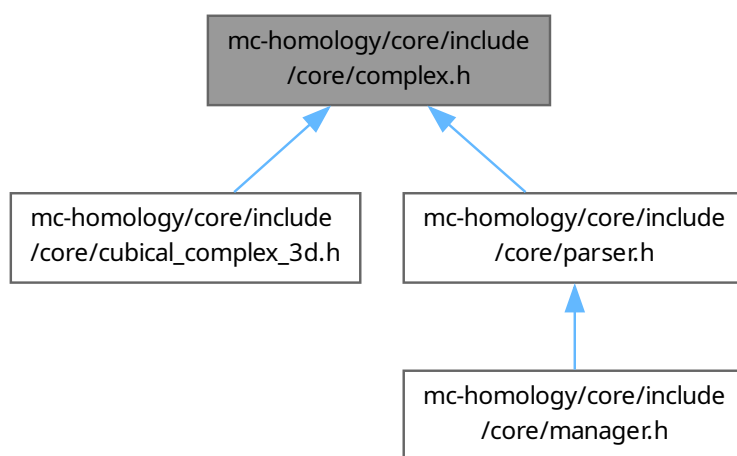 mc-homology/core/include
/core/complex.h
mc-homology/core/include
/core/cubical_complex_3d.h
mc-homology/core/include
/core/parser.h
mc-homology/core/include
/core/manager.h